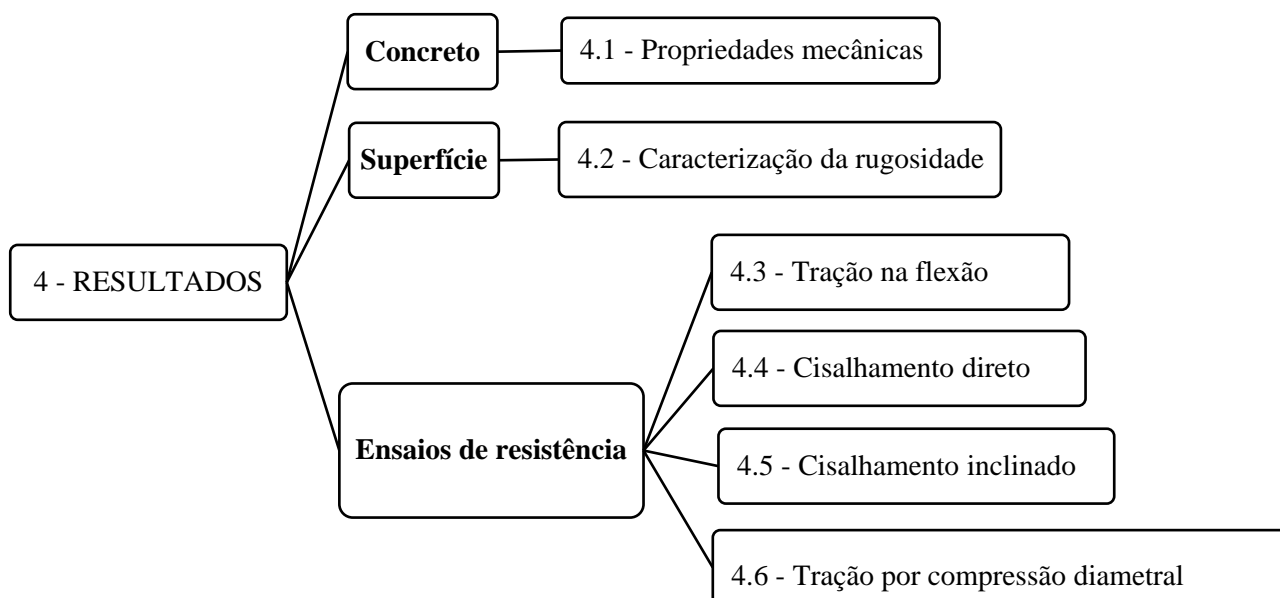 Concreto
4.1 - Propriedades mecânicas
Superfície
4.2 - Caracterização da rugosidade
4 - RESULTADOS
4.3 - Tração na flexão
4.4 - Cisalhamento direto
Ensaios de resistência
4.5 - Cisalhamento inclinado
4.6 - Tração por compressão diametral